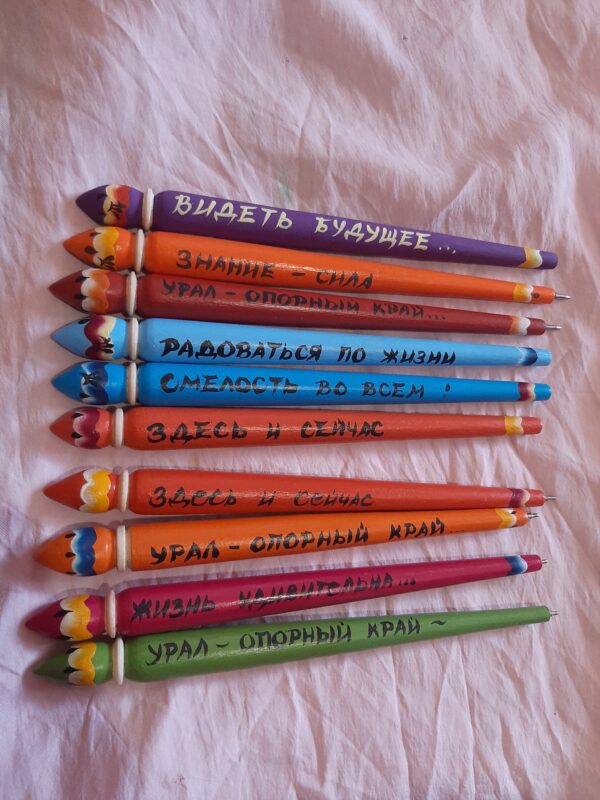 ВИДЕТЬ БУДУЩЕЕ...
ЗНАНИЕ - СИЛА
УРАЛ - ОПОРНЫЙ КРАЙ...
РАДОВАТЬСЯ ПО ЖИЗНИ
СМЕЛОСТЬ ВО ВСЕМ!
ЗДЕСЬ И СЕЙЧАС
ЗДЕСЬ И СЕЙЧАС
УРАЛ - ОПОРНЫЙ КРАЙ...
ЖИЗНЬ УДИВИТЕЛЬНА...
УРАЛ - ОПОРНЫЙ КРАЙ ~